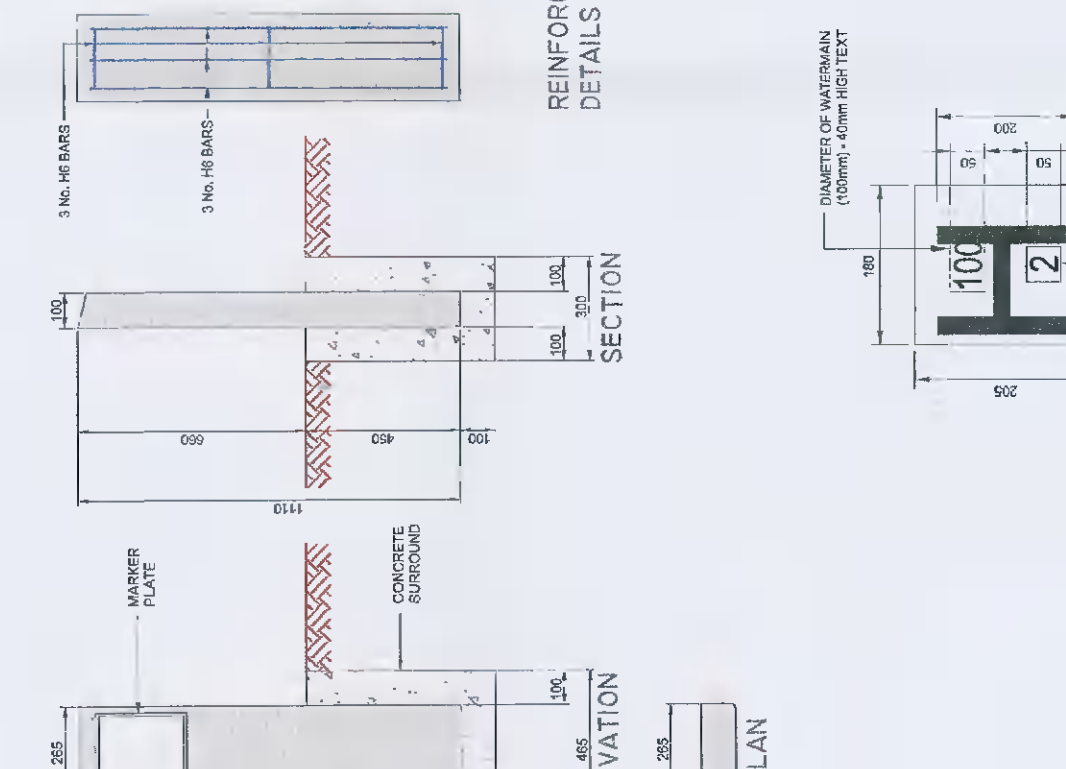 3 No. H6 BARS
3 No. H6 BARS
REINFORC
DETAILS
100
660
450
100
1110
100
300
100
SECTION
MARKER
PLATE
CONCRETE
SURROUND
265
100
465
VATION
265
LAN
DIAMETER OF WATERMAIN
(100mm) - 40mm HIGH TEXT
180
205
200
50
50
100
2